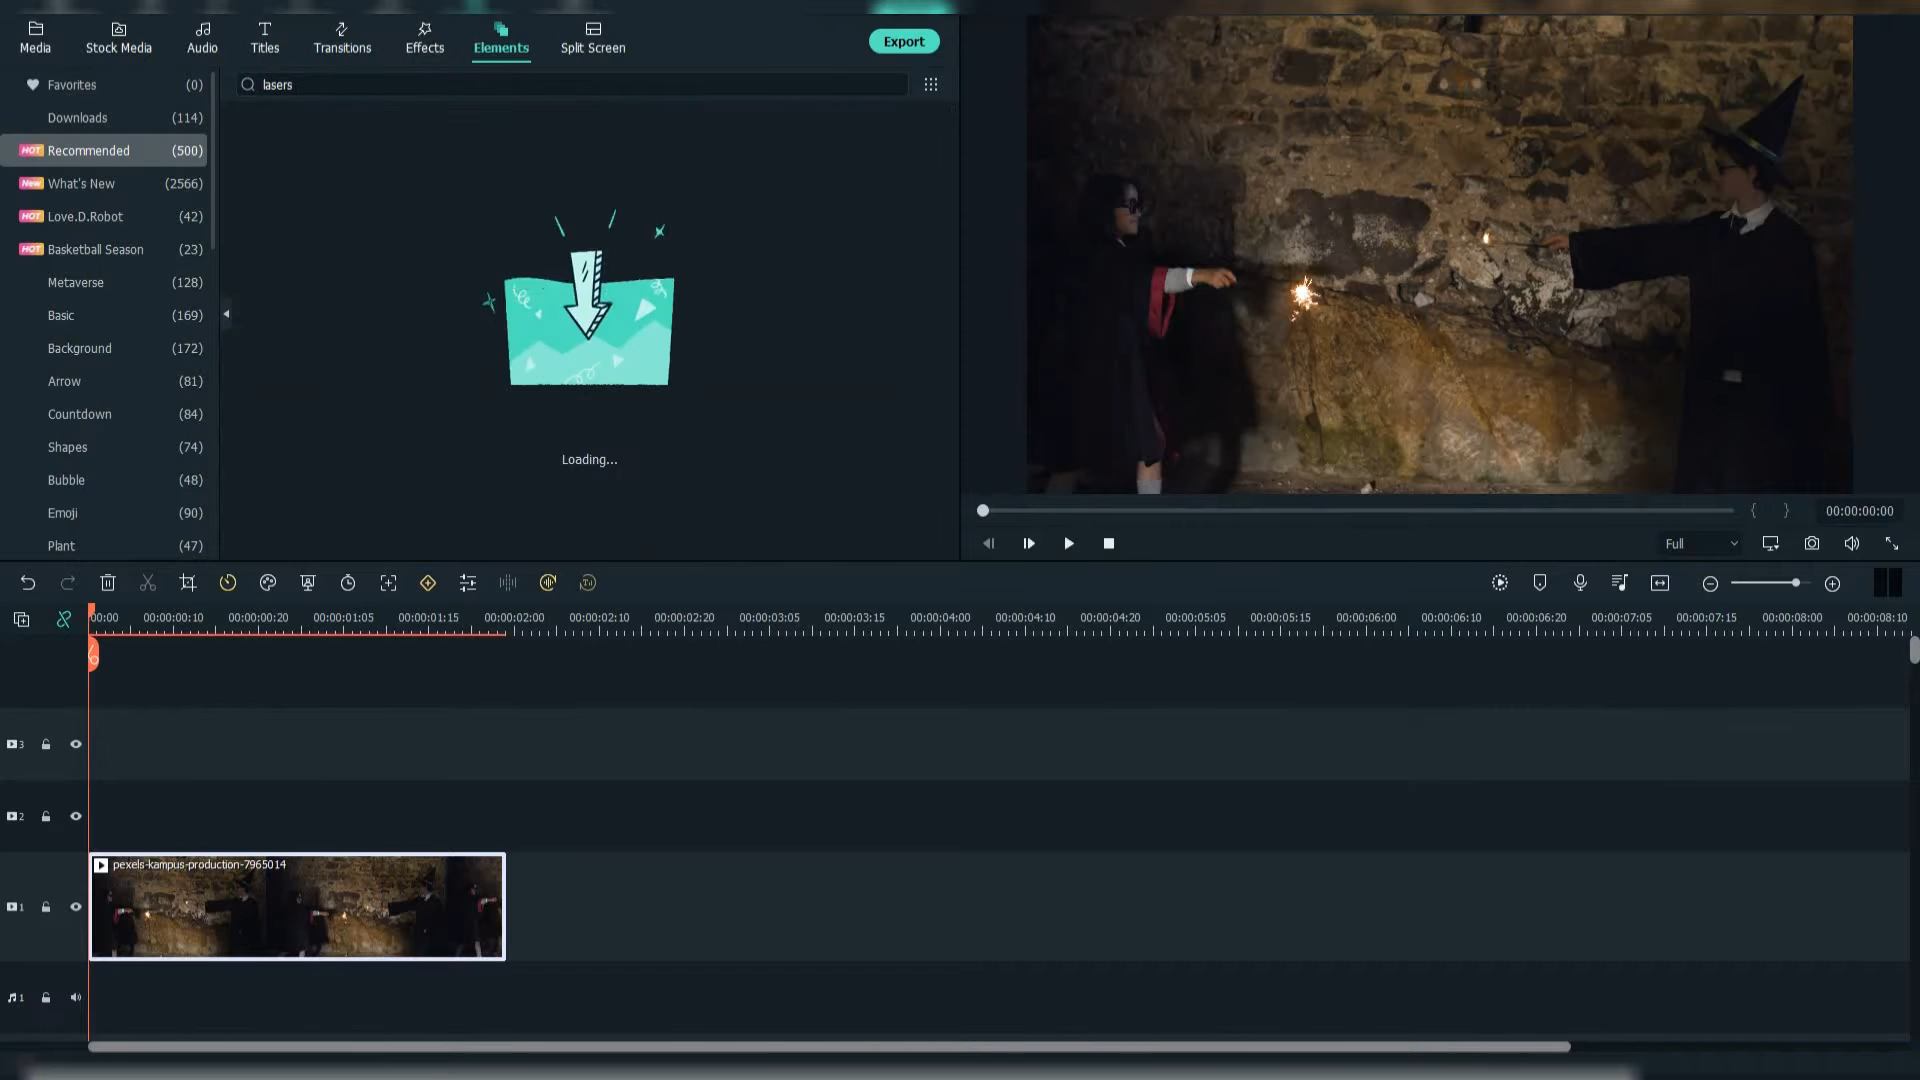 Media
Stock Media
Audio
Titles
Transitions
Effects
Elements
Split Screen
Export
Favorites (0)
lasers
Downloads (114)
HOT Recommended (500)
New What's New (2566)
HOT Love.D.Robot (42)
HOT Basketball Season (23)
Metaverse (128)
Basic (169)
Background (172)
Arrow (81)
Countdown (84)
Shapes (74)
Bubble (48)
Emoji (90)
Plant (47)
Loading...
{ } 00:00:00:00
Full
00:00 00:00:00:10 00:00:00:20 00:00:01:05 00:00:01:15 00:00:02:00 00:00:02:10 00:00:02:20 00:00:03:05 00:00:03:15 00:00:04:00 00:00:04:10 00:00:04:20 00:00:05:05 00:00:05:15 00:00:06:00 00:00:06:10 00:00:06:20 00:00:07:05 00:00:07:15 00:00:08:00 00:00:08:10
3
2
pexels-kampus-production-7965014
1
1